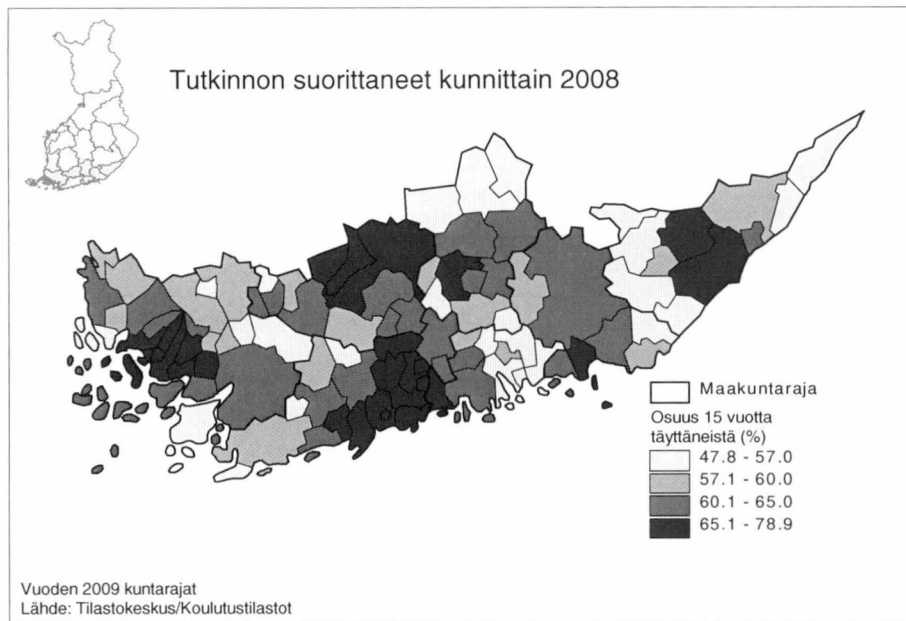 Tutkinnon suorittaneet kunnittain 2008
Maakuntaraja
Osuus 15 vuotta
täyttäneistä (%)
47.8 - 57.0
57.1 - 60.0
60.1 - 65.0
65.1 - 78.9
Vuoden 2009 kuntarajat
Lähde: Tilastokeskus/Koulutustilastot